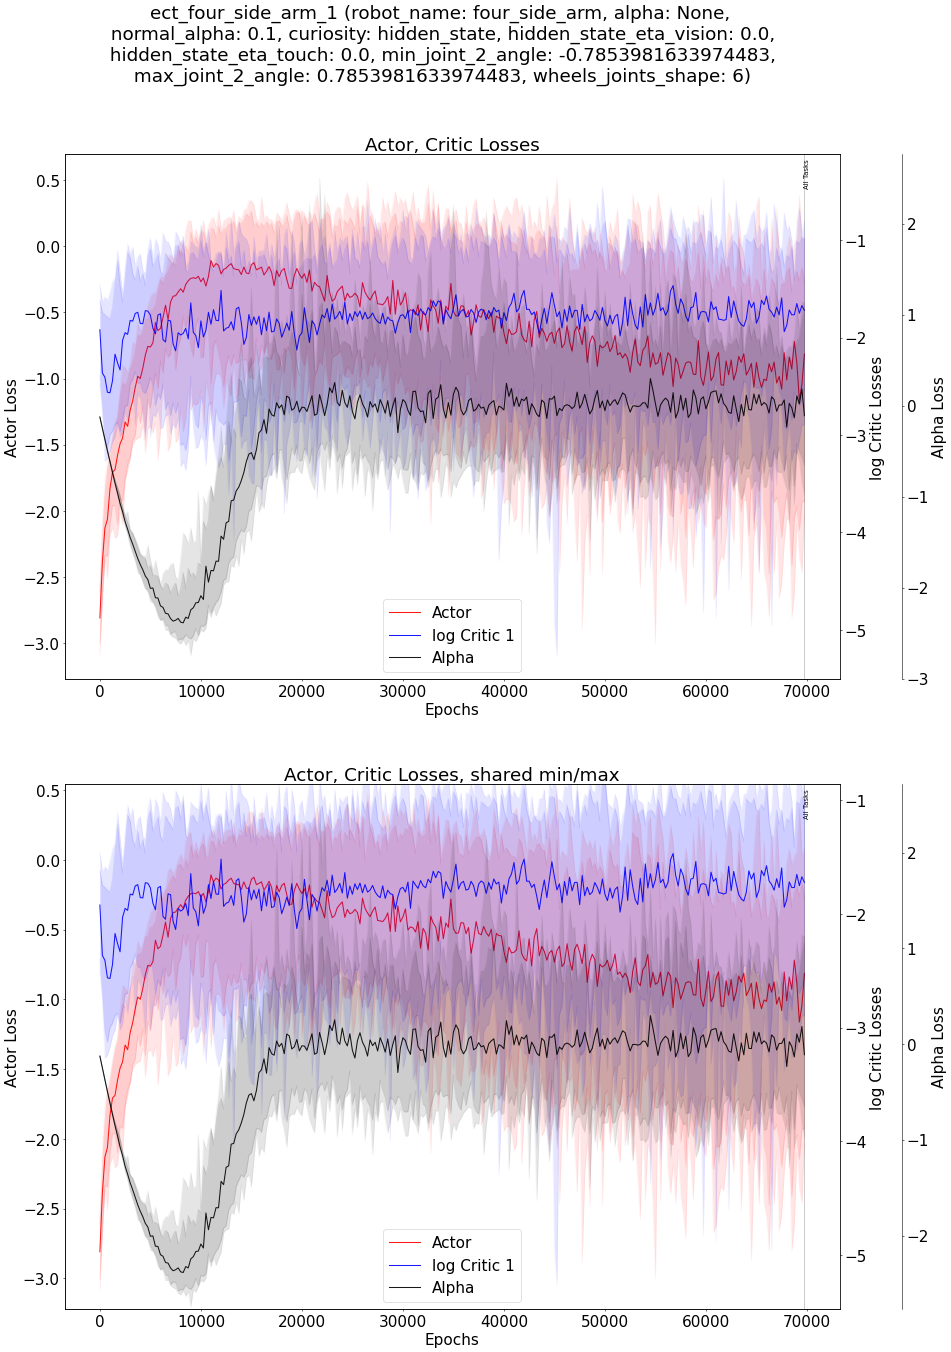 ect_four_side_arm_1 (robot_name: four_side_arm, alpha: None,
normal_alpha: 0.1, curiosity: hidden_state, hidden_state_eta_vision: 0.0,
hidden_state_eta_touch: 0.0, min_joint_2_angle: -0.7853981633974483,
max_joint_2_angle: 0.7853981633974483, wheels_joints_shape: 6)
Actor, Critic Losses
0.5
0.0
−0.5
−1.0
−1.5
−2.0
−2.5
−3.0
Actor Loss
0
10000
20000
30000
40000
50000
60000
70000
Epochs
All Tasks
−1
−2
−3
−4
−5
log Critic Losses
2
1
0
−1
−2
−3
Alpha Loss
Actor
log Critic 1
Alpha
Actor, Critic Losses, shared min/max
0.5
0.0
−0.5
−1.0
−1.5
−2.0
−2.5
−3.0
Actor Loss
0
10000
20000
30000
40000
50000
60000
70000
Epochs
All Tasks
−1
−2
−3
−4
−5
log Critic Losses
2
1
0
−1
−2
Alpha Loss
Actor
log Critic 1
Alpha